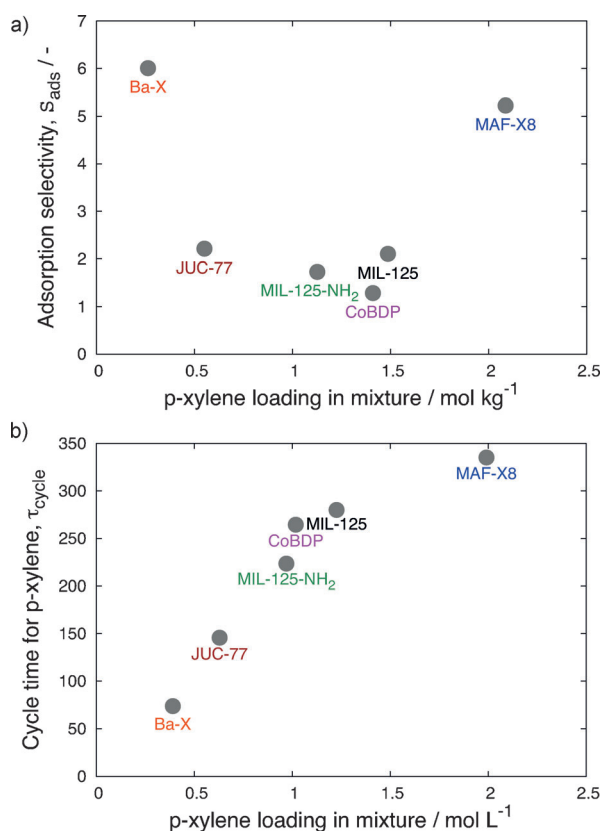 a)
Adsorption selectivity, S_ads / -
7
6
5
4
3
2
1
0
Ba-X
MAF-X8
JUC-77
MIL-125
MIL-125-NH₂
CoBDP
0 0.5 1 1.5 2 2.5
p-xylene loading in mixture / mol kg⁻¹
b)
Cycle time for p-xylene, τ_cycle
350
300
250
200
150
100
50
0
MAF-X8
MIL-125
CoBDP
MIL-125-NH₂
JUC-77
Ba-X
0 0.5 1 1.5 2 2.5
p-xylene loading in mixture / mol L⁻¹